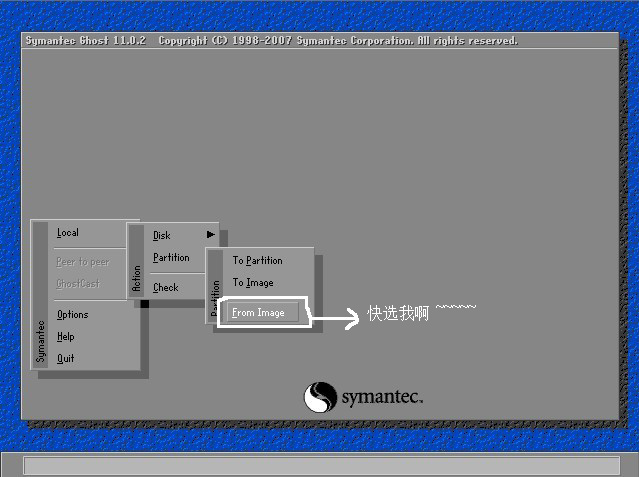 Symantec Ghost 11.0.2 Copyright (C) 1998-2007 Symantec Corporation. All rights reserved.
Symantec
Local
Peer to peer
GhostCast
Options
Help
Quit
Action
Disk
Partition
Check
Partition
To Partition
To Image
From Image
快选我啊 ~~~~~
symantec.